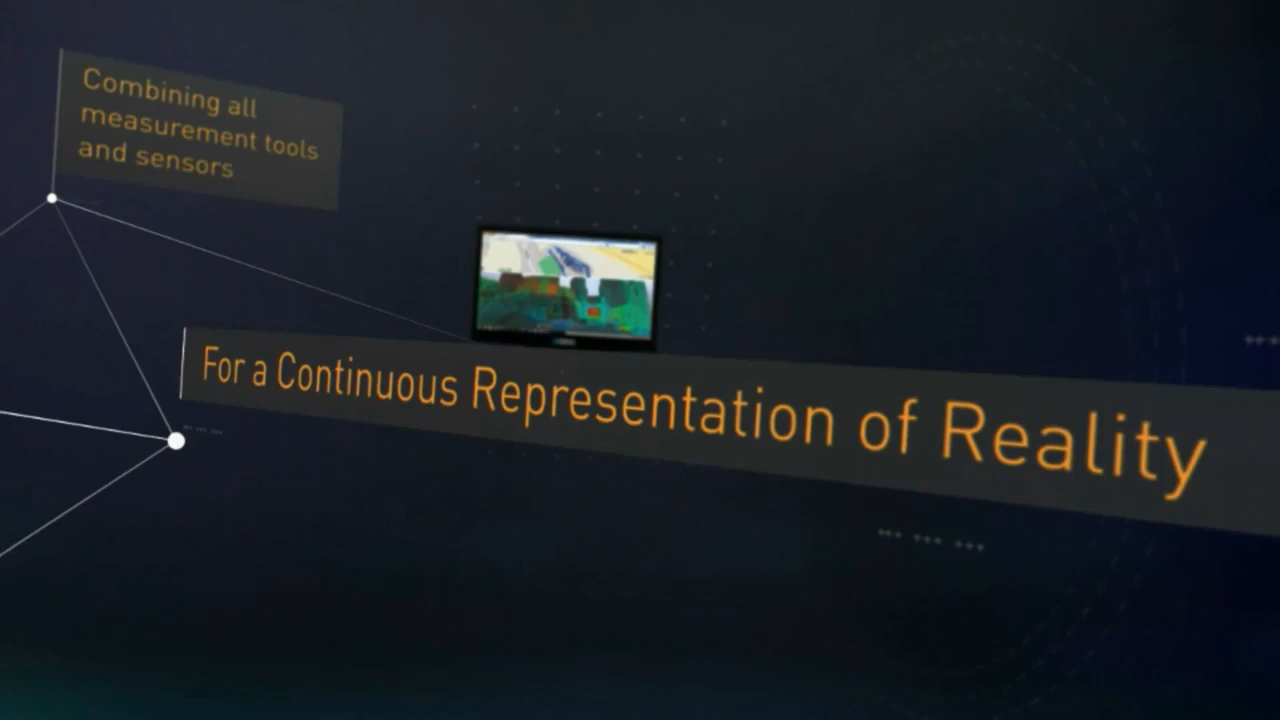 Combining all
measurement tools
and sensors
For a Continuous Representation of Reality